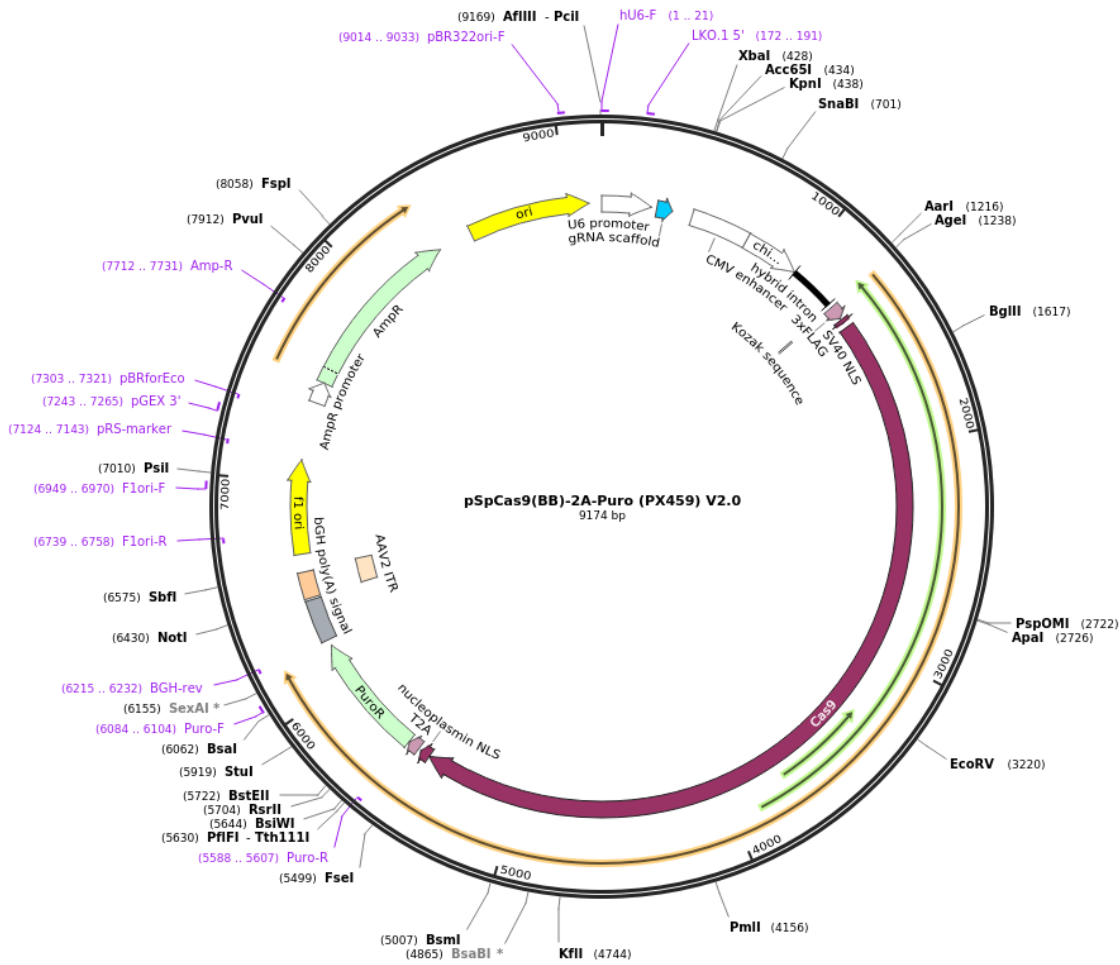 (9169) AflIII - PciI
hU6-F (1 .. 21)
(9014 .. 9033) pBR322ori-F
LKO.1 5' (172 .. 191)
XbaI (428)
Acc65I (434)
KpnI (438)
SnaBI (701)
9000
(8058) FspI
(7912) PvuI
8000
1000
AarI (1216)
AgeI (1238)
ori
U6 promoter
gRNA scaffold
chi...
CMV enhancer
hybrid intron
3xFLAG
SV40 NLS
Kozak sequence
(7712 .. 7731) Amp-R
AmpR
BglII (1617)
AmpR promoter
(7303 .. 7321) pBRforEco
(7243 .. 7265) pGEX 3'
(7124 .. 7143) pRS-marker
2000
(7010) PsiI
7000
(6949 .. 6970) F1ori-F
pSpCas9(BB)-2A-Puro (PX459) V2.0
9174 bp
f1 ori
(6739 .. 6758) F1ori-R
bGH poly(A) signal
AAV2 ITR
(6575) SbfI
(6430) NotI
PspOMI (2722)
ApaI (2726)
3000
(6215 .. 6232) BGH-rev
(6155) SexAI *
(6084 .. 6104) Puro-F
PuroR
nucleoplasmin NLS
T2A
Cas9
6000
(6062) BsaI
EcoRV (3220)
(5919) StuI
(5722) BstEII
(5704) RsrII
(5644) BsiWI
(5630) PflFI - Tth111I
(5588 .. 5607) Puro-R
(5499) FseI
4000
5000
PmlI (4156)
(5007) BsmI
(4865) BsaBI *
KflI (4744)